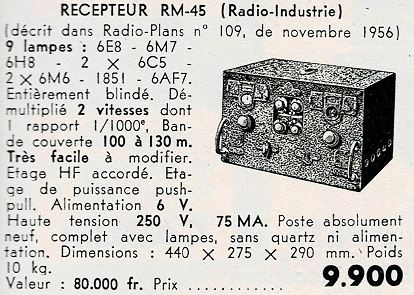 RECEPTEUR RM-45 (Radio-Industrie)
(décrit dans Radio-Plans n° 109, de novembre 1956)
9 lampes : 6E8 - 6M7 -
6H8 - 2 × 6C5 -
2 × 6M6 - 1851 - 6AF7.
Entièrement blindé. Dé-
multiplié 2 vitesses dont
1 rapport 1/1000e, Ban-
de couverte 100 à 130 m.
Très facile à modifier.
Etage HF accordé. Eta-
ge de puissance push-
pull. Alimentation 6 V.
Haute tension 250 V, 75 MA. Poste absolument
neuf, complet avec lampes, sans quartz ni alimen-
tation. Dimensions : 440 × 275 × 290 mm. Poids
10 kg.
Valeur : 80.000 fr. Prix ............ 9.900